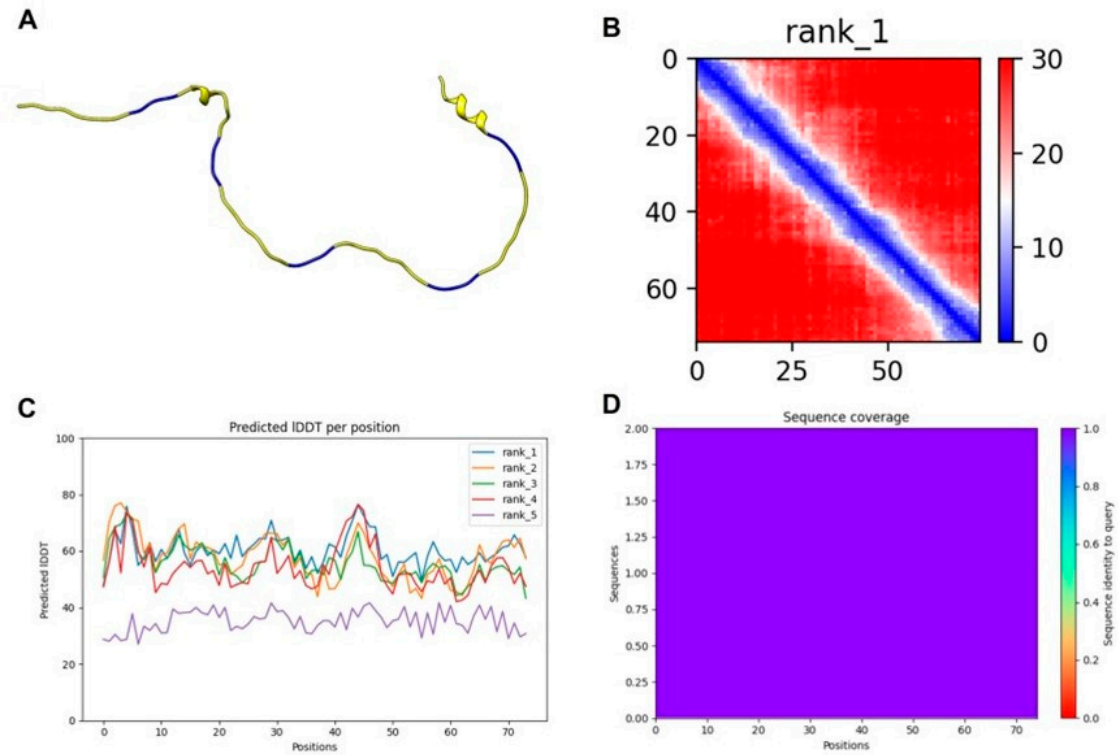 A
B
rank_1
0
20
40
60
0
25
50
30
20
10
0
C
Predicted lDDT per position
Predicted lDDT
100
80
60
40
20
0
0
10
20
30
40
50
60
70
Positions
rank_1
rank_2
rank_3
rank_4
rank_5
D
Sequence coverage
Sequences
2.00
1.75
1.50
1.25
1.00
0.75
0.50
0.25
0.00
0
10
20
30
40
50
60
70
Positions
1.0
0.8
0.6
0.4
0.2
0.0
Sequence identity to query